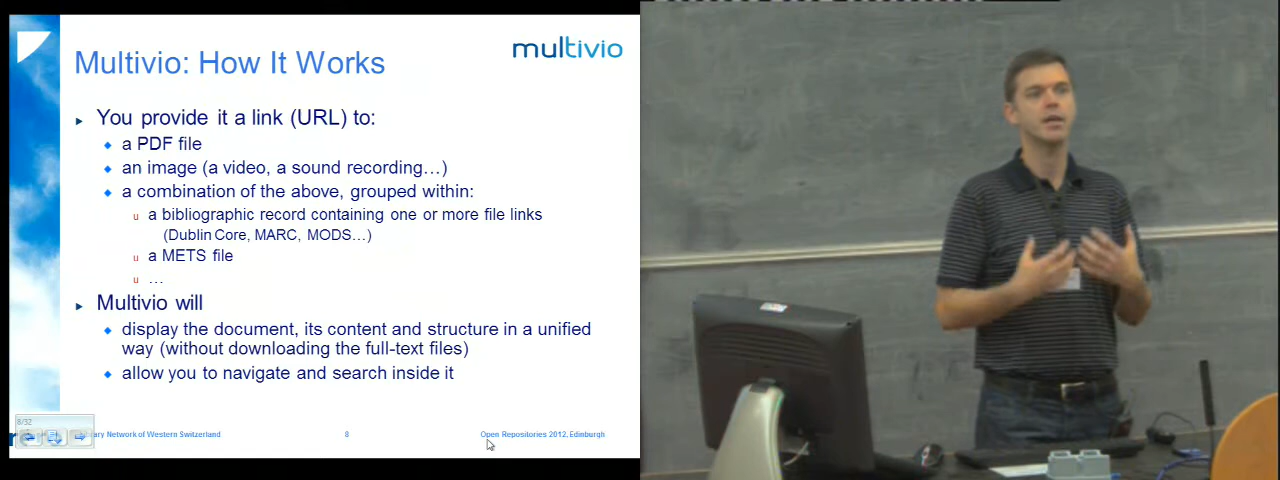 Multivio: How It Works
multivio
You provide it a link (URL) to:
a PDF file
an image (a video, a sound recording…)
a combination of the above, grouped within:
u a bibliographic record containing one or more file links
(Dublin Core, MARC, MODS…)
u a METS file
u …
Multivio will
display the document, its content and structure in a unified
way (without downloading the full-text files)
allow you to navigate and search inside it
8/32
Network of Western Switzerland
8
Open Repositories 2012, Edinburgh